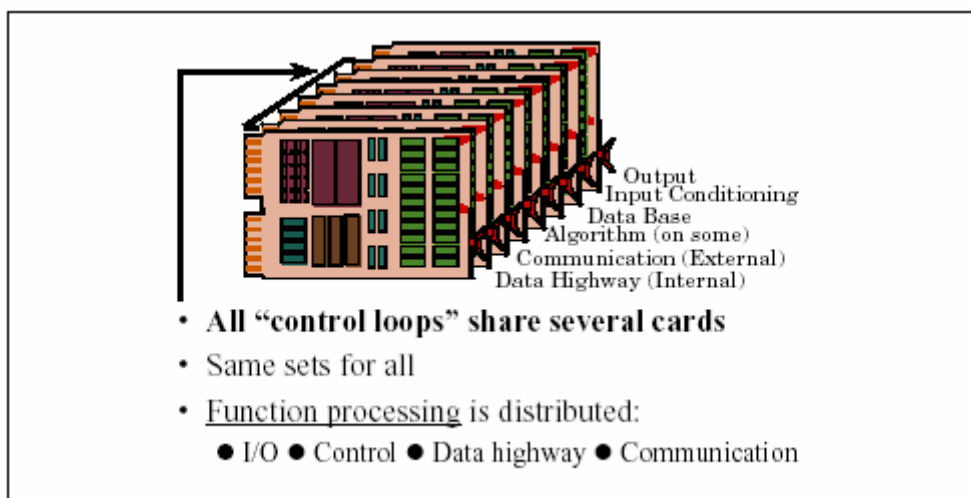 Output
Input Conditioning
Data Base
Algorithm (on some)
Communication (External)
Data Highway (Internal)
• All “control loops” share several cards
• Same sets for all
• Function processing is distributed:
● I/O ● Control ● Data highway ● Communication